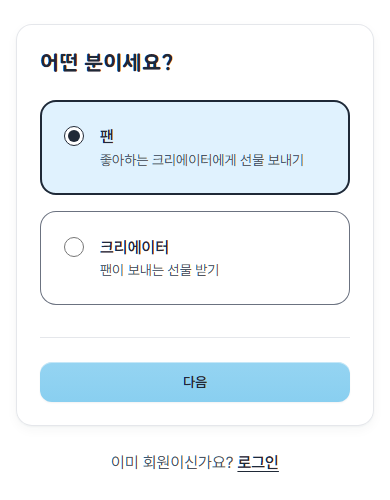 어떤 분이세요?
팬
좋아하는 크리에이터에게 선물 보내기
크리에이터
팬이 보내는 선물 받기
다음
이미 회원이신가요? 로그인